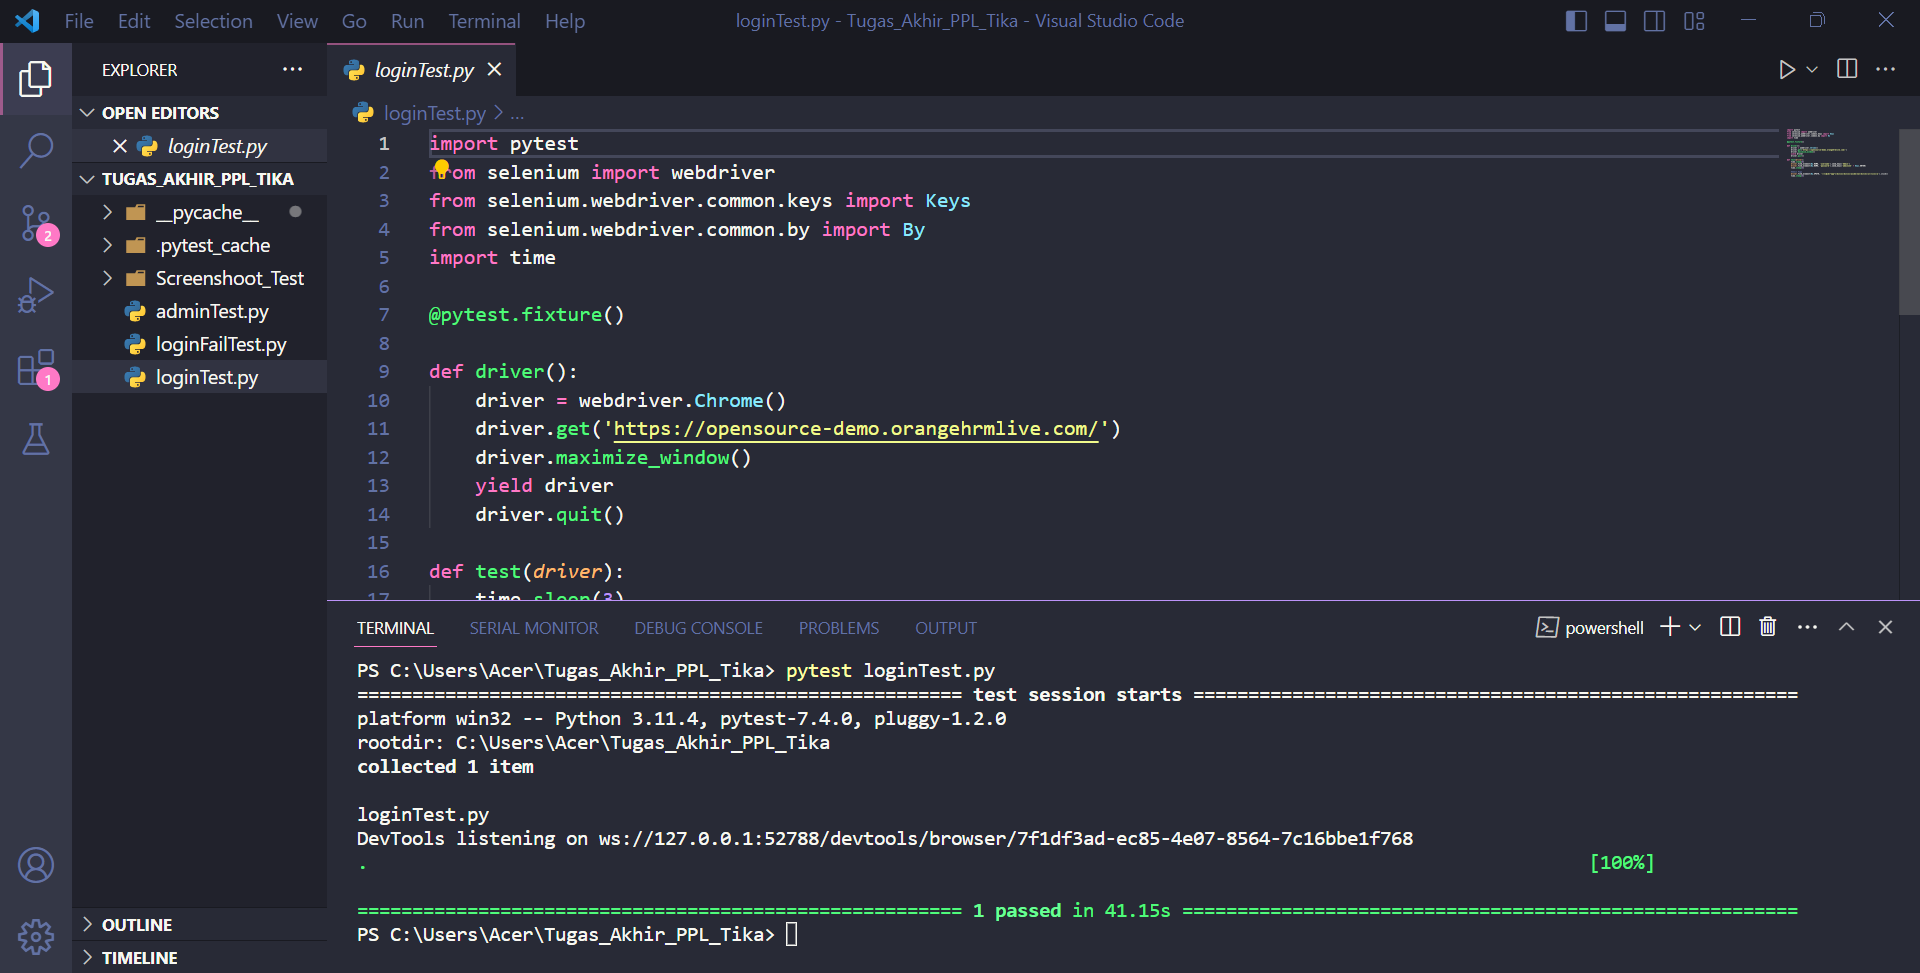 File Edit Selection View Go Run Terminal Help loginTest.py - Tugas_Akhir_PPL_Tika - Visual Studio Code
EXPLORER
OPEN EDITORS
loginTest.py
TUGAS_AKHIR_PPL_TIKA
__pycache__
.pytest_cache
Screenshoot_Test
adminTest.py
loginFailTest.py
loginTest.py
OUTLINE
TIMELINE
2
1
loginTest.py
loginTest.py > ...
1 import pytest
2 from selenium import webdriver
3 from selenium.webdriver.common.keys import Keys
4 from selenium.webdriver.common.by import By
5 import time
6
7 @pytest.fixture()
8
9 def driver():
10 driver = webdriver.Chrome()
11 driver.get('https://opensource-demo.orangehrmlive.com/')
12 driver.maximize_window()
13 yield driver
14 driver.quit()
15
16 def test(driver):
17 time.sleep(3)
TERMINAL SERIAL MONITOR DEBUG CONSOLE PROBLEMS OUTPUT powershell
PS C:\Users\Acer\Tugas_Akhir_PPL_Tika> pytest loginTest.py
======================================================= test session starts =======================================================
platform win32 -- Python 3.11.4, pytest-7.4.0, pluggy-1.2.0
rootdir: C:\Users\Acer\Tugas_Akhir_PPL_Tika
collected 1 item
loginTest.py
DevTools listening on ws://127.0.0.1:52788/devtools/browser/7f1df3ad-ec85-4e07-8564-7c16bbe1f768
. [100%]
======================================================= 1 passed in 41.15s ========================================================
PS C:\Users\Acer\Tugas_Akhir_PPL_Tika>